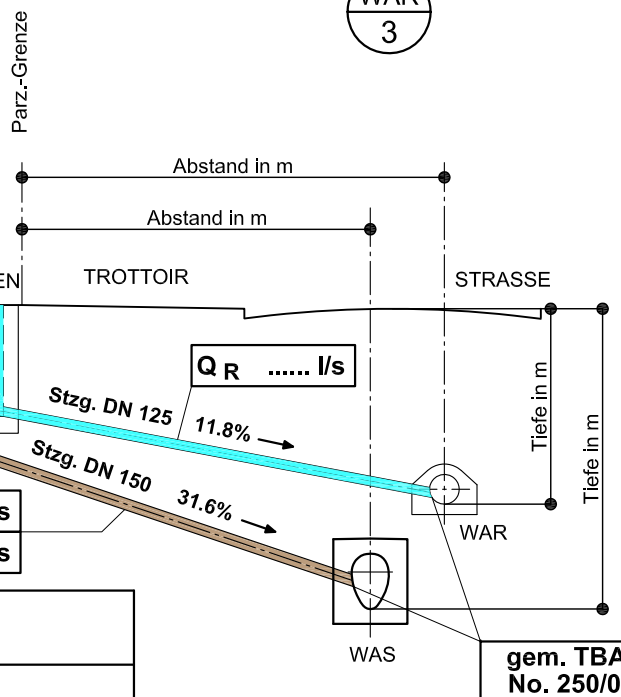 WAR
3
Parz.-Grenze
Abstand in m
Abstand in m
TROTTOIR
STRASSE
Q R ...... l/s
Stzg. DN 125 11.8%
Stzg. DN 150 31.6%
Tiefe in m
Tiefe in m
WAR
WAS
gem. TBA
No. 250/0